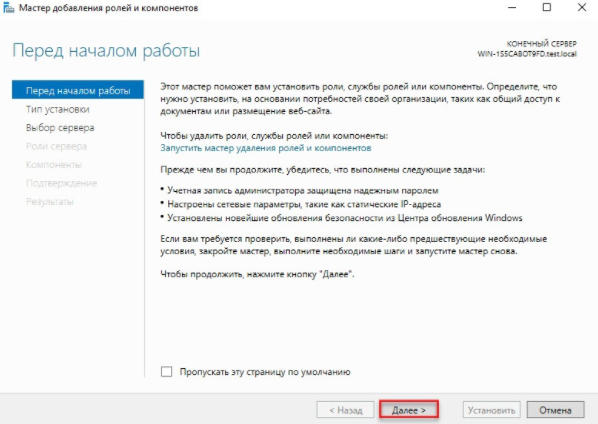 Мастер добавления ролей и компонентов
Перед началом работы
КОНЕЧНЫЙ СЕРВЕР
WIN-1S5CABOT9FD.test.local
Перед началом работы
Тип установки
Выбор сервера
Роли сервера
Компоненты
Подтверждение
Результаты
Этот мастер поможет вам установить роли, службы ролей или компоненты. Определите, что
нужно установить, на основании потребностей своей организации, таких как общий доступ к
документам или размещение веб-сайта.
Чтобы удалить роли, службы ролей или компоненты:
Запустить мастер удаления ролей и компонентов
Прежде чем вы продолжите, убедитесь, что выполнены следующие задачи:
• Учетная запись администратора защищена надежным паролем
• Настроены сетевые параметры, такие как статические IP-адреса
• Установлены новейшие обновления безопасности из Центра обновления Windows
Если вам требуется проверить, выполнены ли какие-либо предшествующие необходимые
условия, закройте мастер, выполните необходимые шаги и запустите мастер снова.
Чтобы продолжить, нажмите кнопку "Далее".
Пропускать эту страницу по умолчанию
< Назад
Далее >
Установить
Отмена